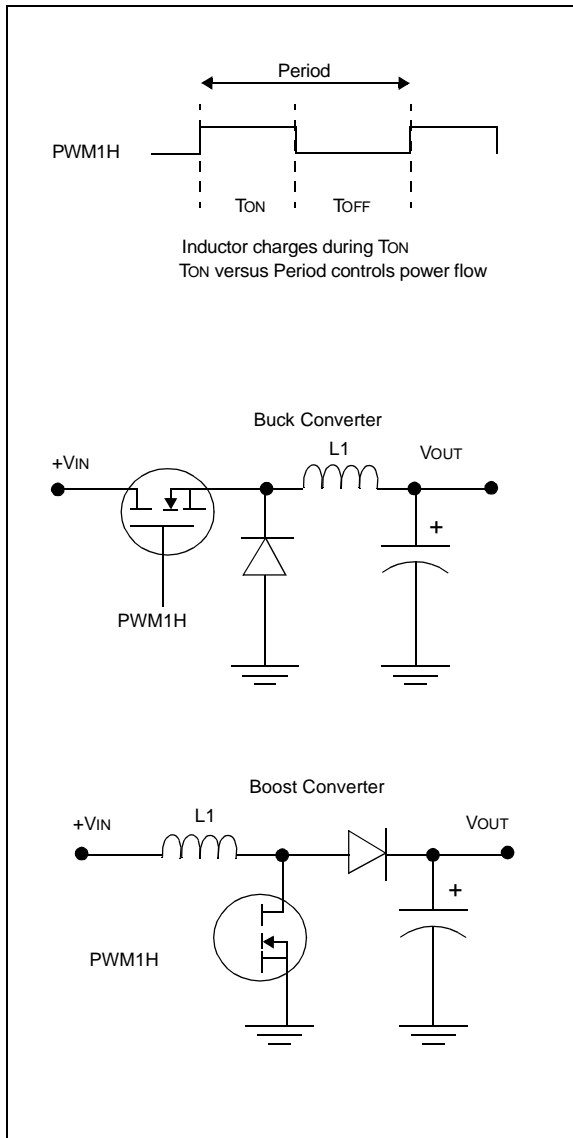 Period
PWM1H
TON TOFF
Inductor charges during TON
TON versus Period controls power flow
Buck Converter
+VIN L1 VOUT
+
PWM1H
Boost Converter
+VIN L1 VOUT
+
PWM1H